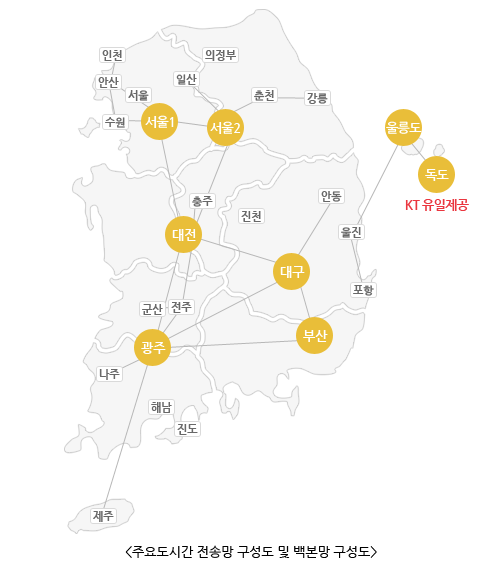 인천
의정부
일산
안산
서울
춘천
강릉
수원
서울1
서울2
울릉도
독도
KT 유일제공
충주
안동
진천
울진
대전
대구
포항
군산
전주
부산
광주
나주
해남
진도
제주
<주요도시간 전송망 구성도 및 백본망 구성도>